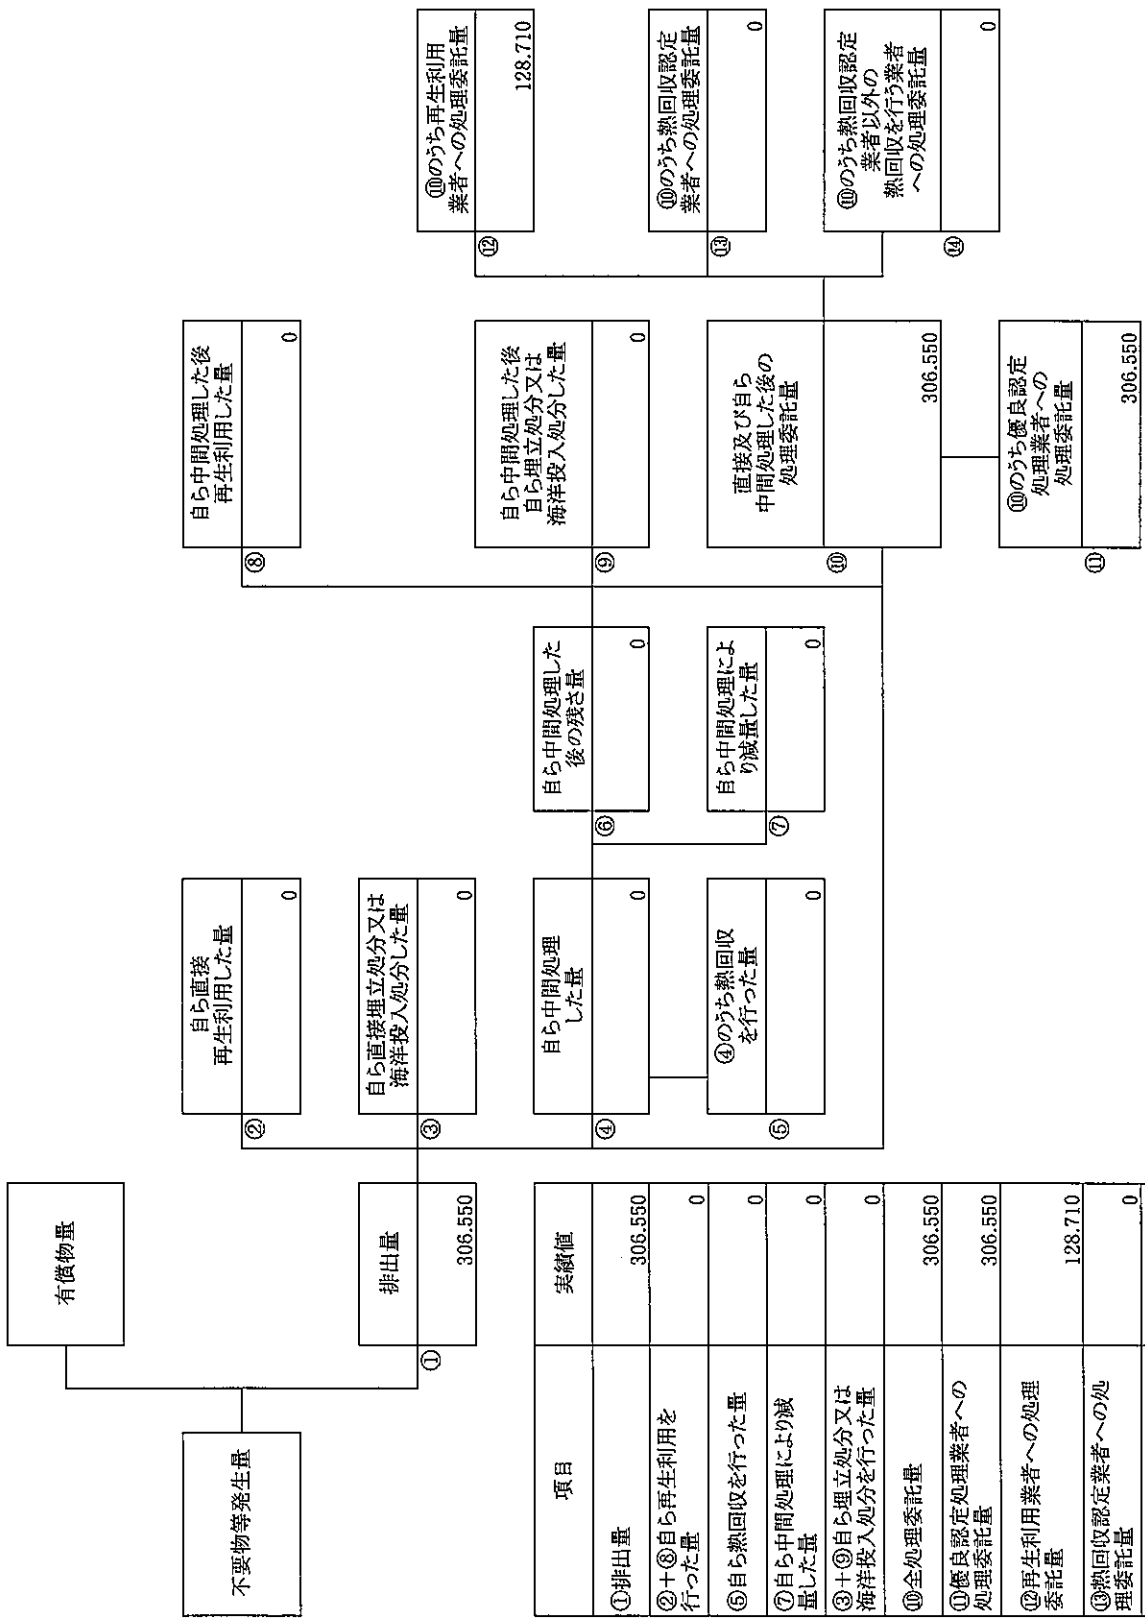 有償物量
不要物等発生量
①
排出量
306.550
②
自ら直接
再生利用した量
0
③
自ら直接埋立処分又は
海洋投入処分した量
0
④
自ら中間処理
した量
0
⑤
④のうち熱回収
を行った量
0
⑥
自ら中間処理した
後の残さ量
0
⑦
自ら中間処理によ
り減量した量
0
⑧
自ら中間処理した後
再生利用した量
0
⑨
自ら中間処理した後
自ら埋立処分又は
海洋投入処分した量
0
⑩
直接及び自ら
中間処理した後の
処理委託量
306.550
⑪
⑩のうち優良認定
処理業者への
処理委託量
306.550
⑫
⑩のうち再生利用
業者への処理委託量
128.710
⑬
⑩のうち熱回収認定
業者への処理委託量
0
⑭
⑩のうち熱回収認定
業者以外の
熱回収を行う業者
への処理委託量
0
項目 実績値
①排出量 306.550
②+⑧自ら再生利用を
行った量 0
⑤自ら熱回収を行った量 0
⑦自ら中間処理により減
量した量 0
③+⑨自ら埋立処分又は
海洋投入処分を行った量 0
⑩全処理委託量 306.550
⑪優良認定処理業者への
処理委託量 306.550
⑫再生利用業者への処理
委託量 128.710
⑬熱回収認定業者への処
理委託量 0